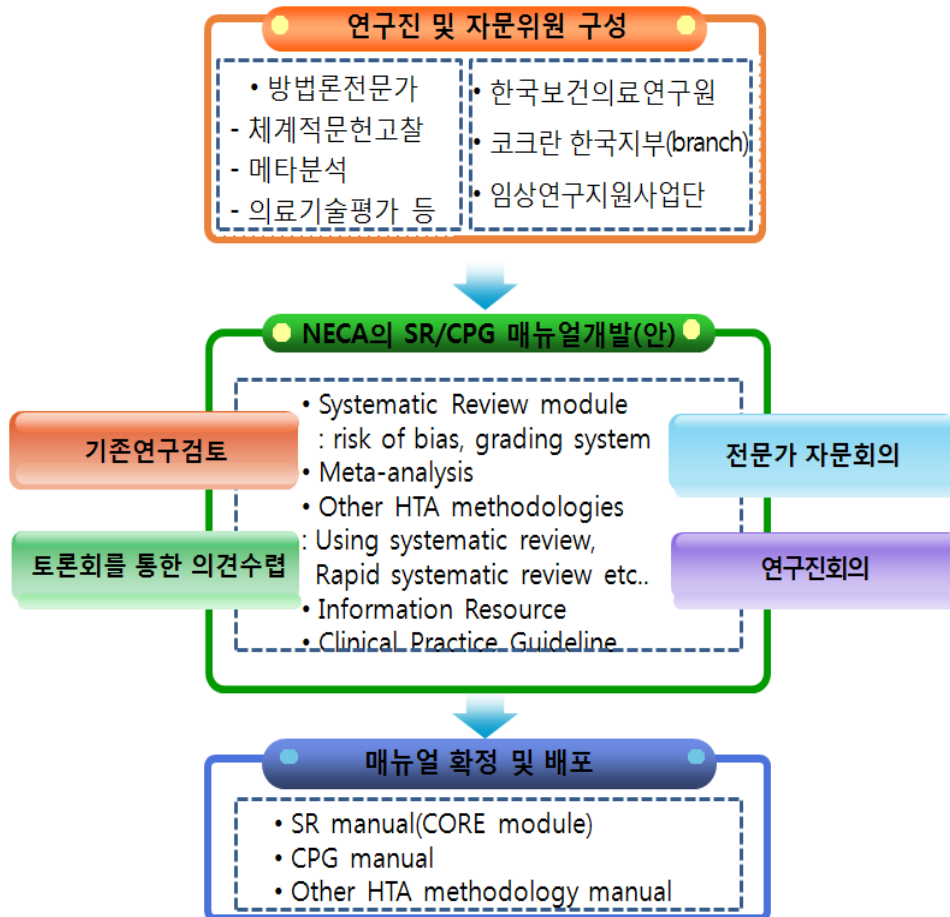 연구진 및 자문위원 구성
• 방법론전문가
- 체계적문헌고찰
- 메타분석
- 의료기술평가 등
• 한국보건의료연구원
• 코크란 한국지부(branch)
• 임상연구지원사업단
NECA의 SR/CPG 매뉴얼개발(안)
기존연구검토
토론회를 통한 의견수렴
• Systematic Review module
: risk of bias, grading system
• Meta-analysis
• Other HTA methodologies
: Using systematic review,
Rapid systematic review etc..
• Information Resource
• Clinical Practice Guideline
전문가 자문회의
연구진회의
매뉴얼 확정 및 배포
• SR manual(CORE module)
• CPG manual
• Other HTA methodology manual